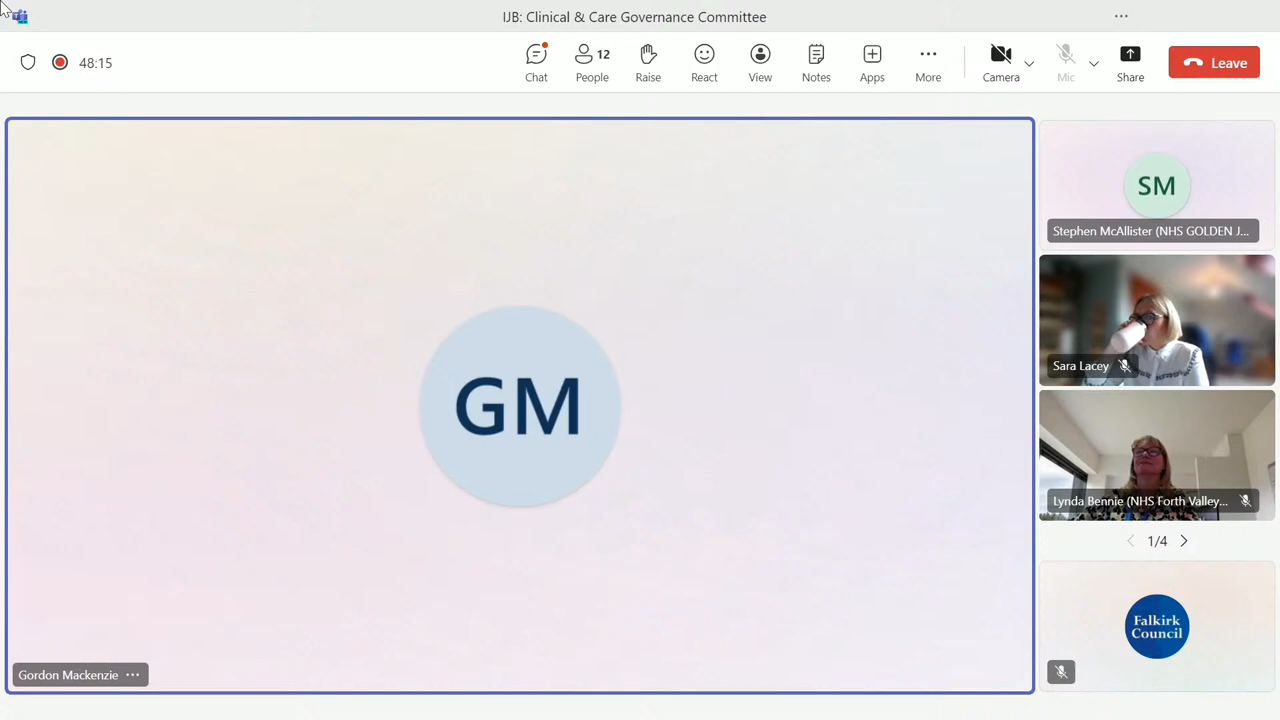 IJB: Clinical & Care Governance Committee
48:15
Chat
12
People
Raise
React
View
Notes
Apps
More
Camera
Mic
Share
Leave
GM
Gordon Mackenzie
SM
Stephen McAllister (NHS GOLDEN J...
Sara Lacey
Lynda Bennie (NHS Forth Valley...
1/4
Falkirk
Council